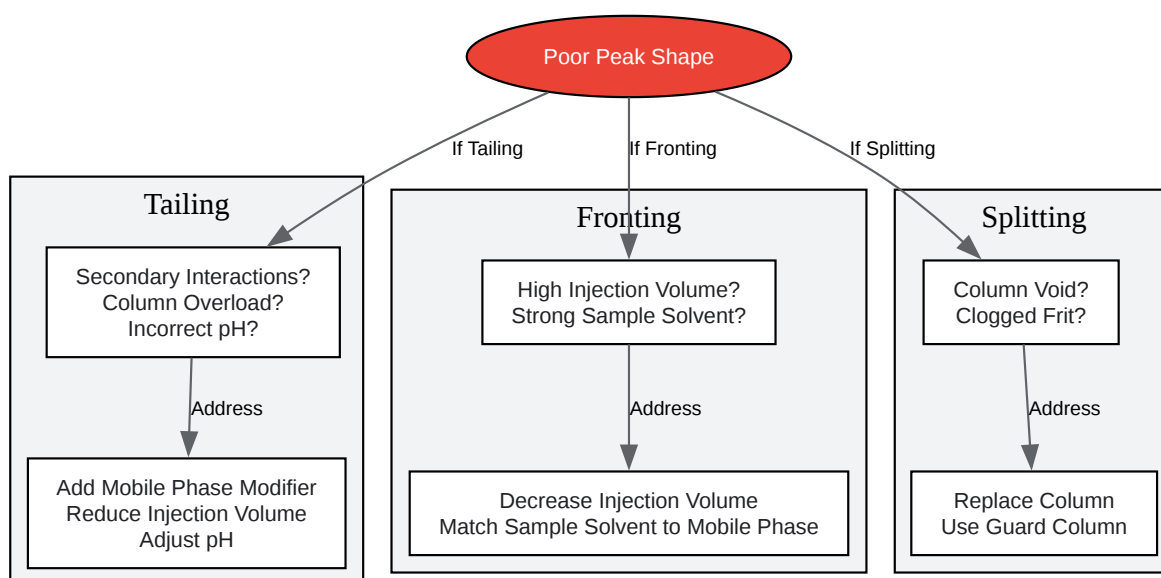 Poor Peak Shape
If Tailing
If Fronting
If Splitting
Tailing
Secondary Interactions?
Column Overload?
Incorrect pH?
Address
Add Mobile Phase Modifier
Reduce Injection Volume
Adjust pH
Fronting
High Injection Volume?
Strong Sample Solvent?
Address
Decrease Injection Volume
Match Sample Solvent to Mobile Phase
Splitting
Column Void?
Clogged Frit?
Address
Replace Column
Use Guard Column